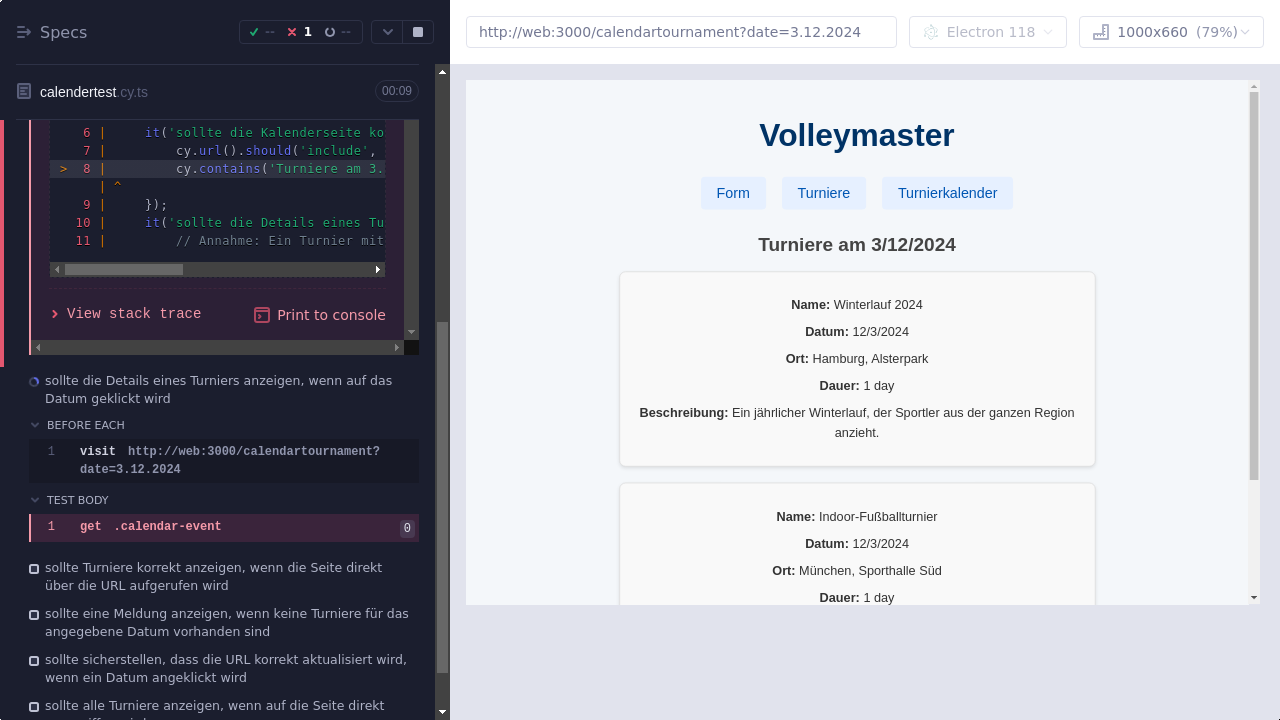 Specs
-- 1 --
http://web:3000/calendartournament?date=3.12.2024
Electron 118
1000x660 (79%)
calendertest.cy.ts
00:09
6 | it('sollte die Kalenderseite ko
7 | cy.url().should('include',
> 8 | cy.contains('Turniere am 3.
| ^
9 | });
10 | it('sollte die Details eines Tu
11 | // Annahme: Ein Turnier mit
View stack trace
Print to console
sollte die Details eines Turniers anzeigen, wenn auf das
Datum geklickt wird
BEFORE EACH
1 visit http://web:3000/calendartournament?
date=3.12.2024
TEST BODY
1 get .calendar-event 0
sollte Turniere korrekt anzeigen, wenn die Seite direkt
über die URL aufgerufen wird
sollte eine Meldung anzeigen, wenn keine Turniere für das
angegebene Datum vorhanden sind
sollte sicherstellen, dass die URL korrekt aktualisiert wird,
wenn ein Datum angeklickt wird
sollte alle Turniere anzeigen, wenn auf die Seite direkt
Volleymaster
Form
Turniere
Turnierkalender
Turniere am 3/12/2024
Name: Winterlauf 2024
Datum: 12/3/2024
Ort: Hamburg, Alsterpark
Dauer: 1 day
Beschreibung: Ein jährlicher Winterlauf, der Sportler aus der ganzen Region
anzieht.
Name: Indoor-Fußballturnier
Datum: 12/3/2024
Ort: München, Sporthalle Süd
Dauer: 1 day